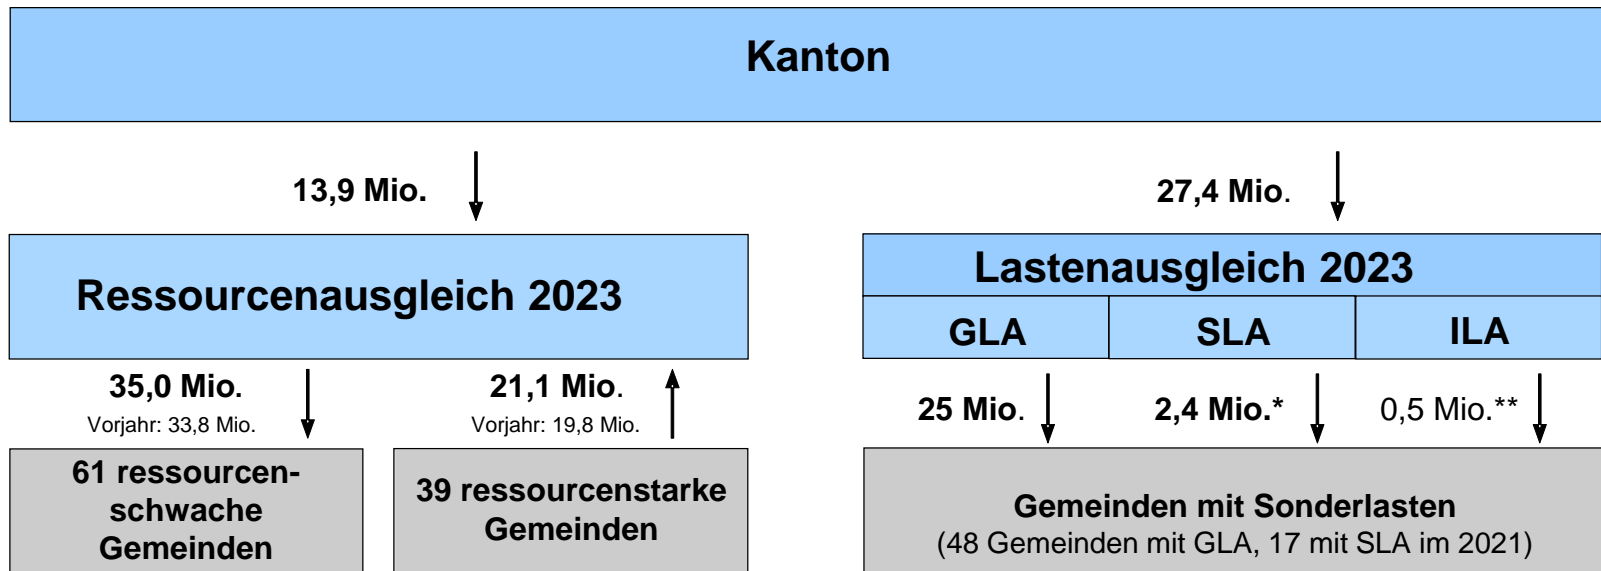 Kanton
13,9 Mio.
27,4 Mio.
Ressourcenausgleich 2023
Lastenausgleich 2023
GLA
SLA
ILA
35,0 Mio.
Vorjahr: 33,8 Mio.
21,1 Mio.
Vorjahr: 19,8 Mio.
25 Mio.
2,4 Mio.*
0,5 Mio.**
61 ressourcen-
schwache
Gemeinden
39 ressourcenstarke
Gemeinden
Gemeinden mit Sonderlasten
(48 Gemeinden mit GLA, 17 mit SLA im 2021)